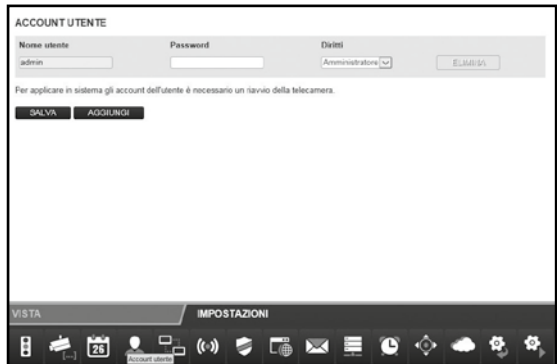 ACCOUNT UTENTE
Nome utente Password Diritti
admin Amministratore ELIMINA
Per applicare in sistema gli account dell'utente è necessario un riavvio della telecamera.
SALVA AGGIUNGI
VISTA IMPOSTAZIONI
[...] 26
Account utente